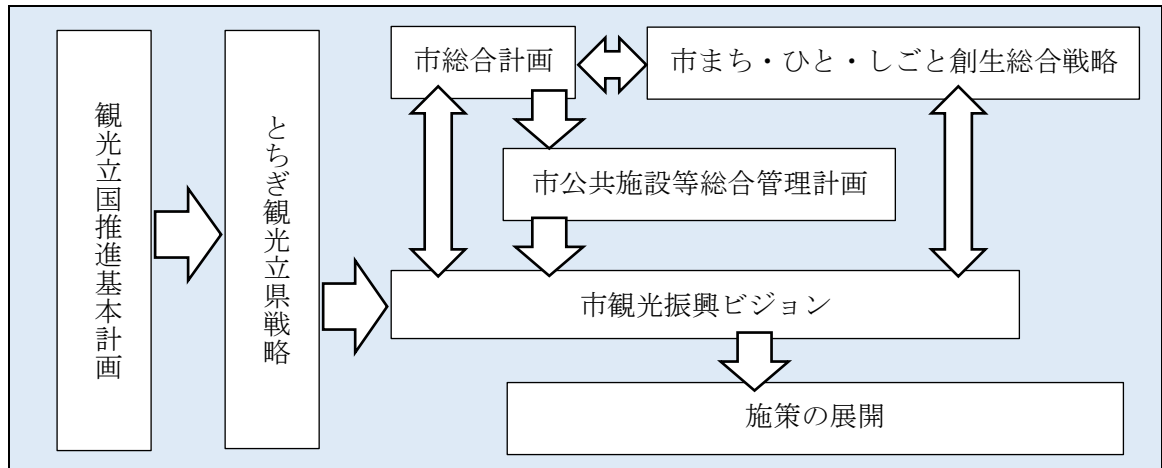 観光立国推進基本計画
とちぎ観光立県戦略
市総合計画
市まち・ひと・しごと創生総合戦略
市公共施設等総合管理計画
市観光振興ビジョン
施策の展開